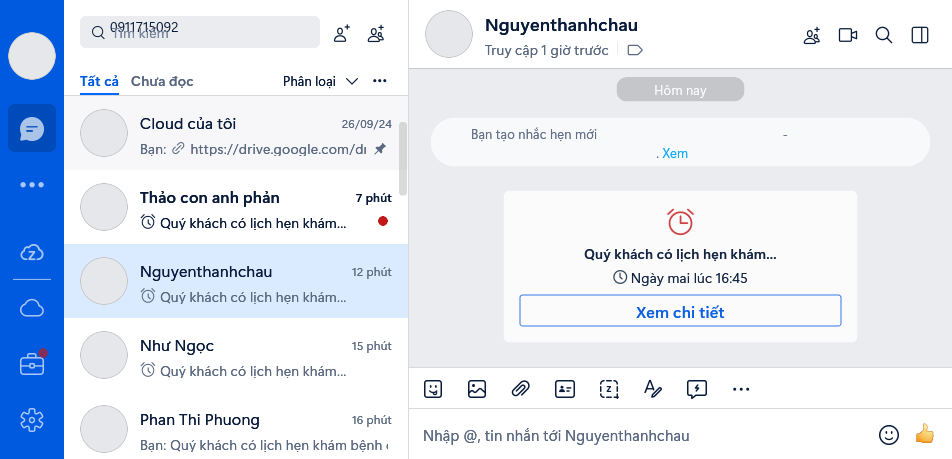 0911715092
Tìm kiếm
Tất cả Chưa đọc Phân loại
Cloud của tôi 26/09/24
Bạn: https://drive.google.com/dr
Thảo con anh phản 7 phút
Quý khách có lịch hẹn khám...
Nguyenthanhchau 12 phút
Quý khách có lịch hẹn khám...
Như Ngọc 15 phút
Quý khách có lịch hẹn khám...
Phan Thi Phuong 16 phút
Bạn: Quý khách có lịch hẹn khám bệnh
Nguyenthanhchau
Truy cập 1 giờ trước
Hôm nay
Bạn tạo nhắc hẹn mới -
. Xem
Quý khách có lịch hẹn khám...
Ngày mai lúc 16:45
Xem chi tiết
Nhập @, tin nhắn tới Nguyenthanhchau